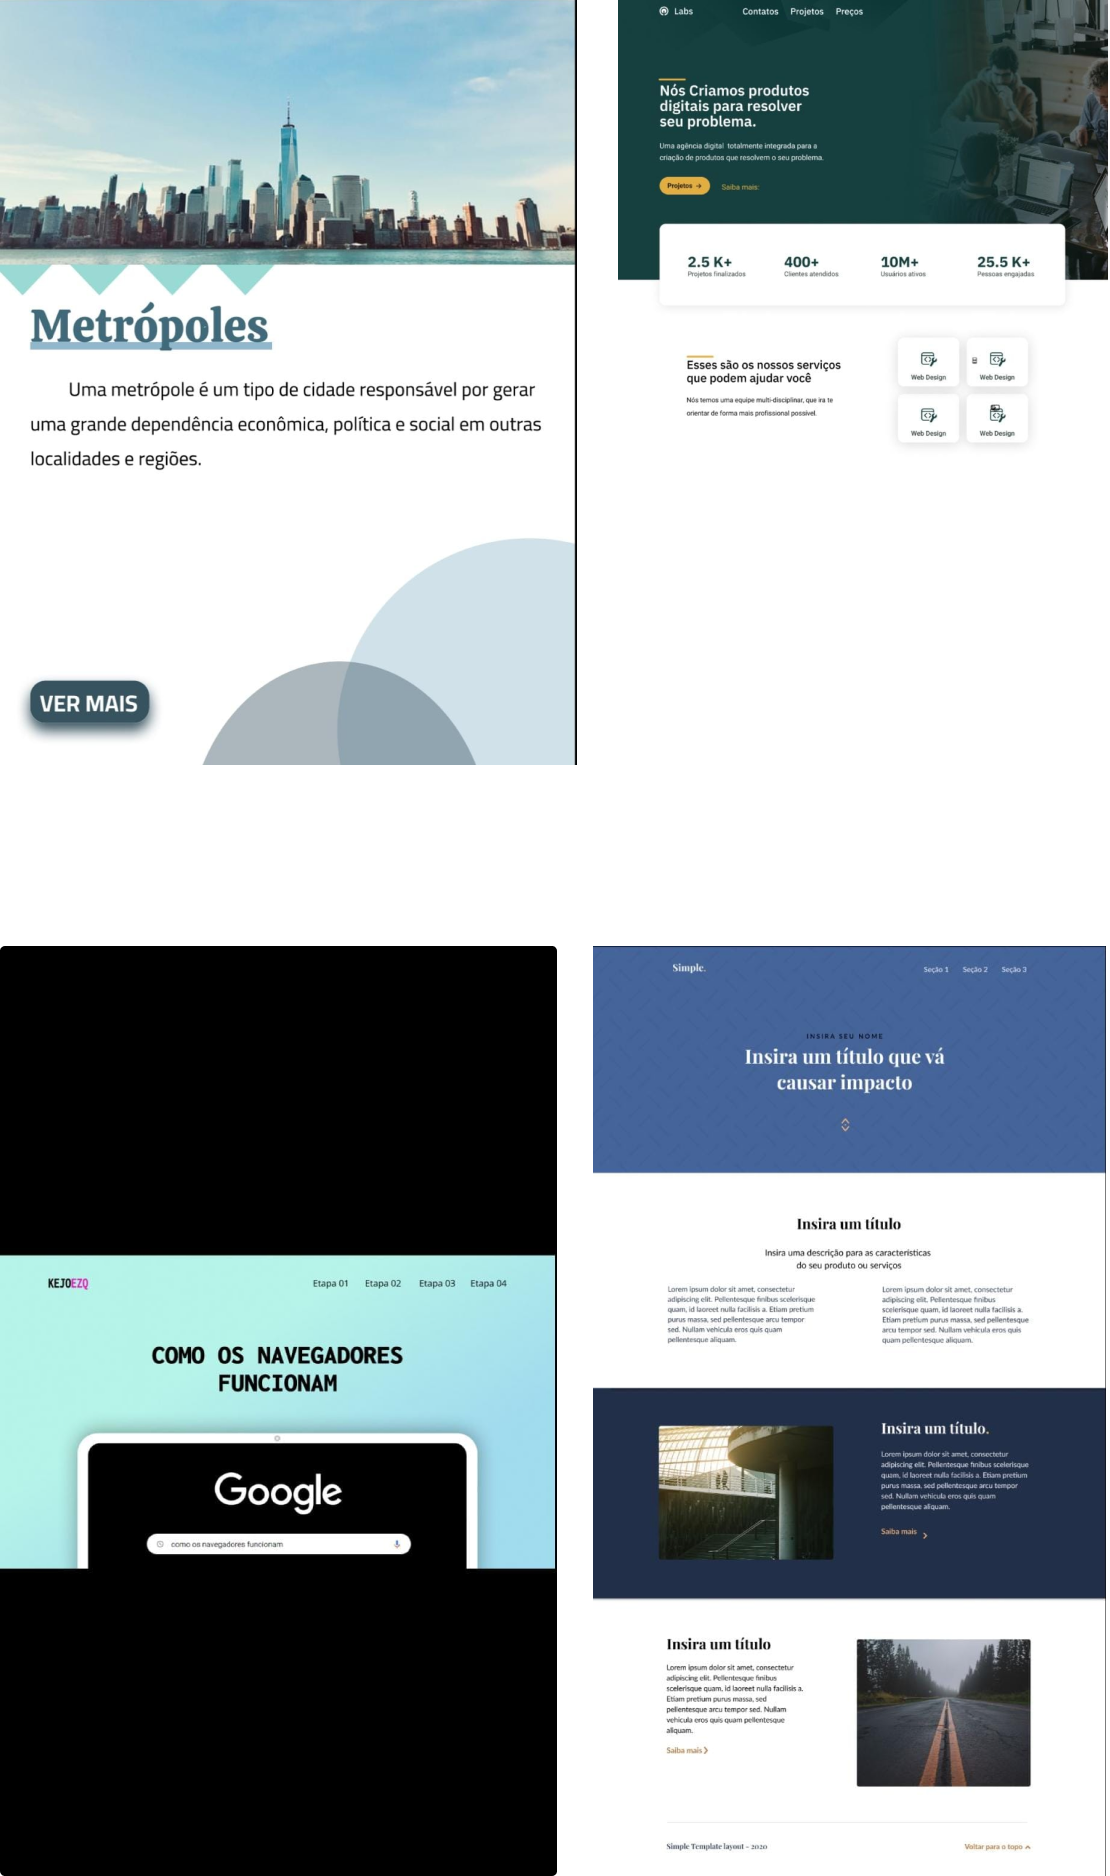 Metrópoles
Uma metrópole é um tipo de cidade responsável por gerar
uma grande dependência econômica, política e social em outras
localidades e regiões.
VER MAIS
Labs Contatos Projetos Preços
Nós Criamos produtos
digitais para resolver
seu problema.
Uma agência digital totalmente integrada para a
criação de produtos que resolvem o seu problema.
Projetos → Saiba mais:
2.5 K+ 400+ 10M+ 25.5 K+
Projetos finalizados Clientes atendidos Usuários ativos Pessoas engajadas
Esses são os nossos serviços
que podem ajudar você
Nós temos uma equipe multi-disciplinar, que ira te
orientar de forma mais profissional possível.
Web Design Web Design
Web Design Web Design
KEJOEZQ Etapa 01 Etapa 02 Etapa 03 Etapa 04
COMO OS NAVEGADORES
FUNCIONAM
Google
como os navegadores funcionam
Simple. Seção 1 Seção 2 Seção 3
INSIRA SEU NOME
Insira um título que vá
causar impacto
Insira um título
Insira uma descrição para as características
do seu produto ou serviços
Lorem ipsum dolor sit amet, consectetur
adipiscing elit. Pellentesque finibus scelerisque
quam, id laoreet nulla facilisis a. Etiam pretium
purus massa, sed pellentesque arcu tempor
sed. Nullam vehicula eros quis quam
pellentesque aliquam.
Lorem ipsum dolor sit amet, consectetur
adipiscing elit. Pellentesque finibus
scelerisque quam, id laoreet nulla facilisis a.
Etiam pretium purus massa, sed pellentesque
arcu tempor sed. Nullam vehicula eros quis
quam pellentesque aliquam.
Insira um título.
Lorem ipsum dolor sit amet, consectetur
adipiscing elit. Pellentesque finibus scelerisque
quam, id laoreet nulla facilisis a. Etiam pretium
purus massa, sed pellentesque arcu tempor
sed. Nullam vehicula eros quis quam
pellentesque aliquam.
Saiba mais
Insira um título
Lorem ipsum dolor sit amet, consectetur
adipiscing elit. Pellentesque finibus
scelerisque quam, id laoreet nulla facilisis a.
Etiam pretium purus massa, sed
pellentesque arcu tempor sed. Nullam
vehicula eros quis quam pellentesque
aliquam.
Saiba mais
Simple Template layout - 2020 Voltar para o topo